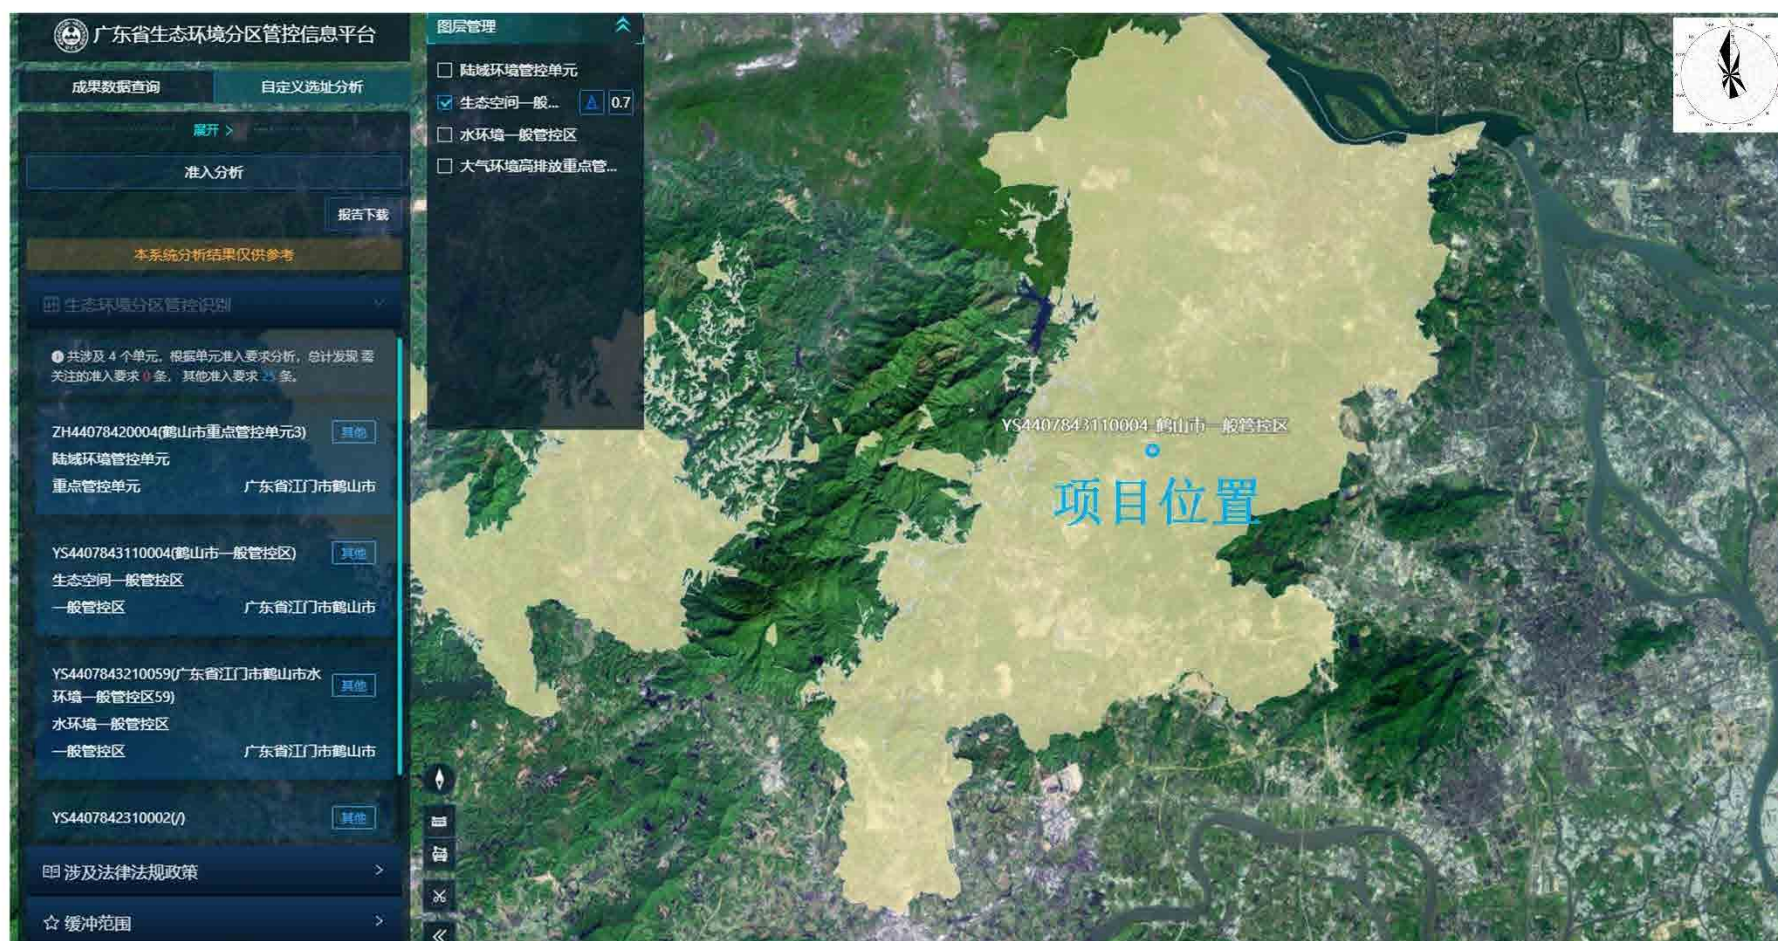 广东省生态环境分区管控信息平台
成果数据查询
自定义选址分析
展开 >
准入分析
报告下载
本系统分析结果仅供参考
生态环境分区管控识别
共涉及 4 个单元，根据单元准入要求分析，总计发现 需
关注的准入要求 0 条， 其他准入要求 25 条。
ZH44078420004(鹤山市重点管控单元3)
其他
陆域环境管控单元
重点管控单元
广东省江门市鹤山市
YS4407843110004(鹤山市一般管控区)
其他
生态空间一般管控区
一般管控区
广东省江门市鹤山市
YS4407843210059(广东省江门市鹤山市水
环境一般管控区59)
其他
水环境一般管控区
一般管控区
广东省江门市鹤山市
YS4407842310002(/)
其他
涉及法律法规政策
缓冲范围
图层管理
陆域环境管控单元
生态空间一般...
0.7
水环境一般管控区
大气环境高排放重点管...
YS4407843110004-鹤山市一般管控区
项目位置